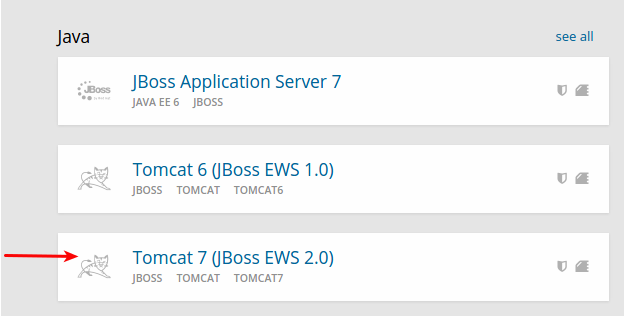 Java see all
JBoss
JBoss Application Server 7
JAVA EE 6 JBOSS
Tomcat 6 (JBoss EWS 1.0)
JBOSS TOMCAT TOMCAT6
Tomcat 7 (JBoss EWS 2.0)
JBOSS TOMCAT TOMCAT7